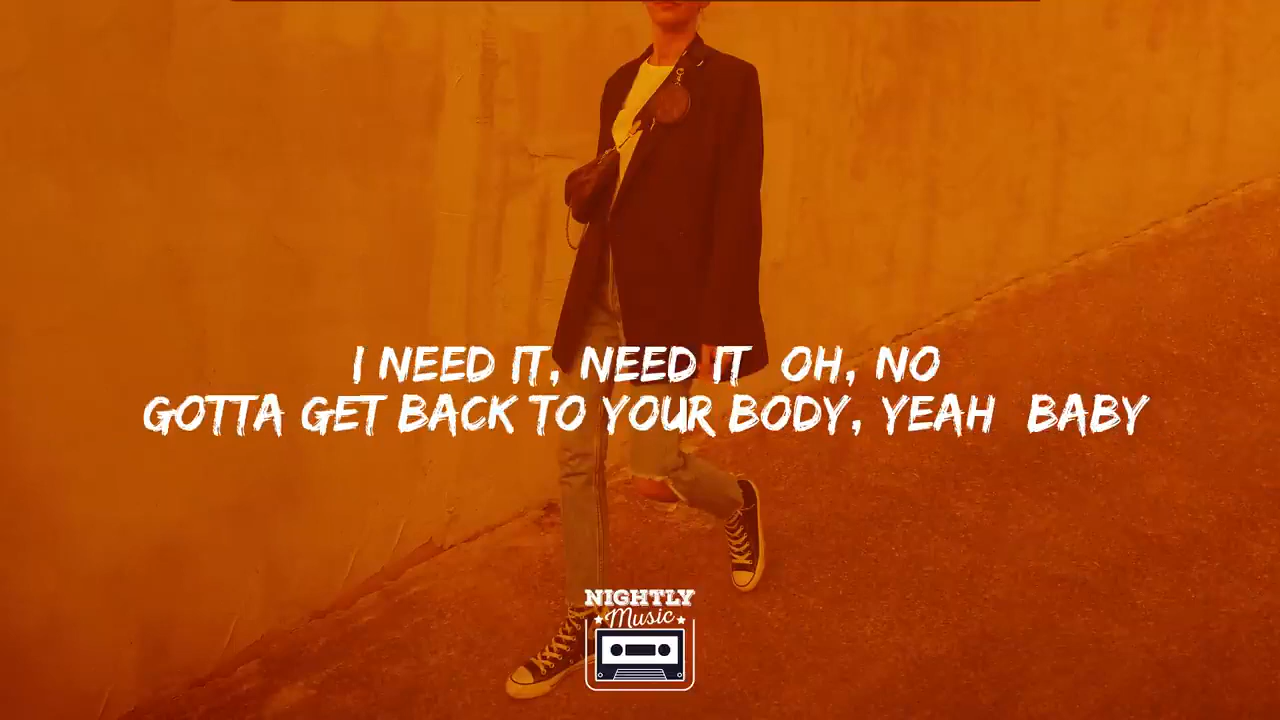 I NEED IT, NEED IT  OH, NO
GOTTA GET BACK TO YOUR BODY, YEAH  BABY
NIGHTLY
Music